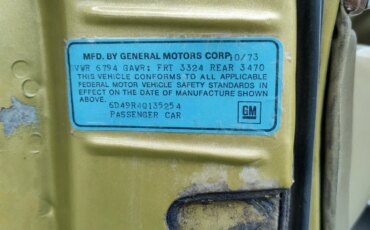 MFD. BY GENERAL MOTORS CORP. 10/73
VWR 6794 GAWR: FRT 3324 REAR 3470
THIS VEHICLE CONFORMS TO ALL APPLICABLE
FEDERAL MOTOR VEHICLE SAFETY STANDARDS IN
EFFECT ON THE DATE OF MANUFACTURE SHOWN
ABOVE.
6D49R4Q135254
PASSENGER CAR
GM